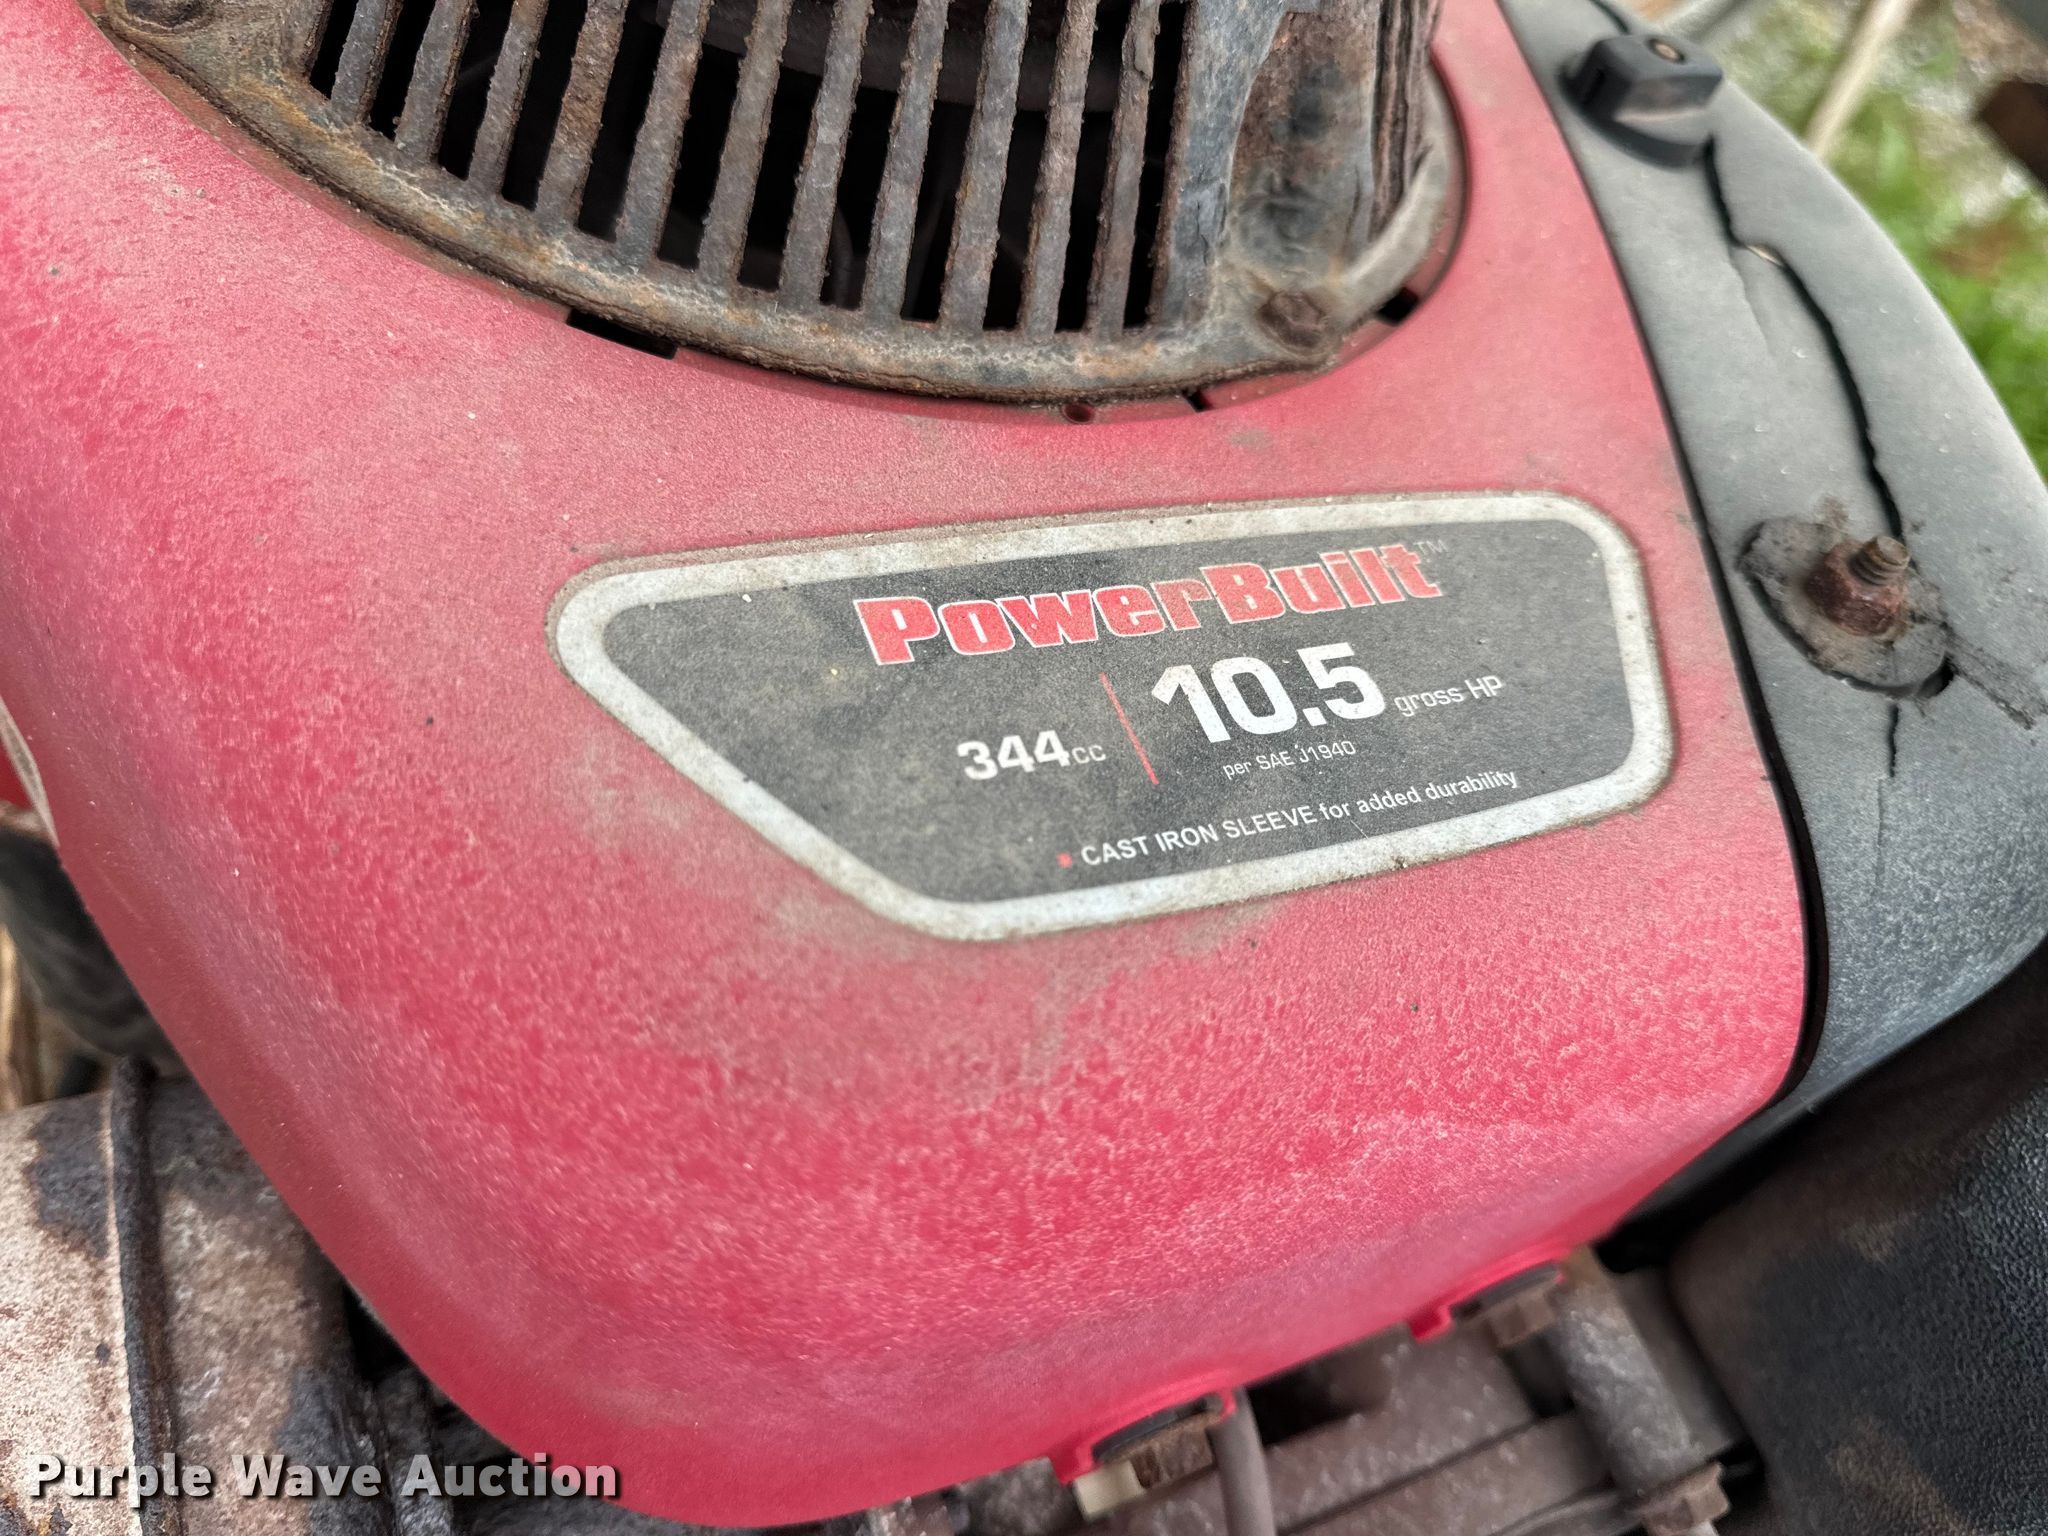 PowerBuilt™
344cc
10.5 gross HP
per SAE J1940
▪ CAST IRON SLEEVE for added durability
Purple Wave Auction